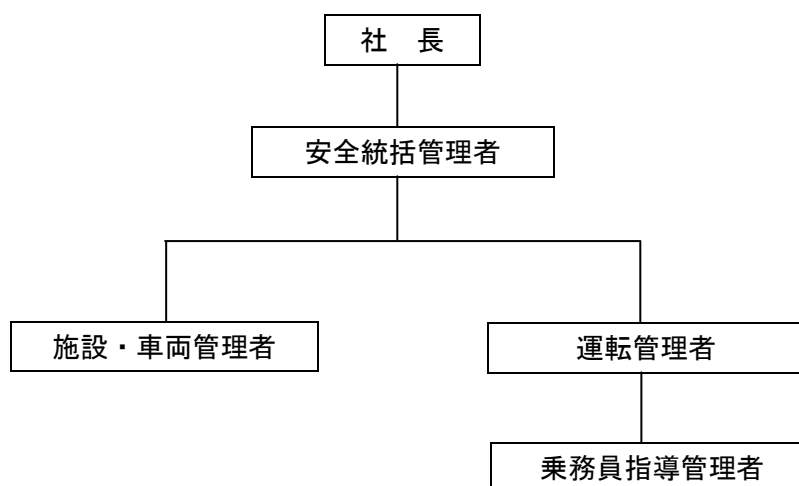 社　長
安全統括管理者
施設・車両管理者
運転管理者
乗務員指導管理者